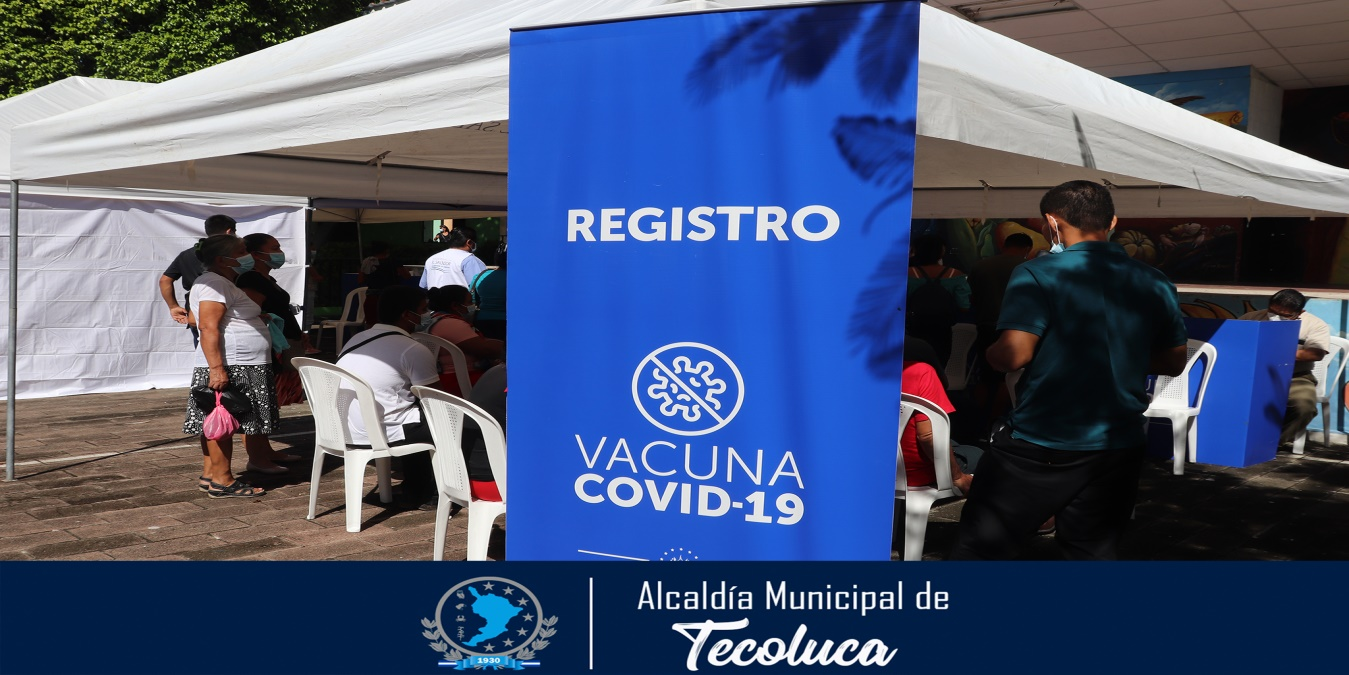 REGISTRO
VACUNA
COVID-19
Alcaldía Municipal de
Tecoluca
1930